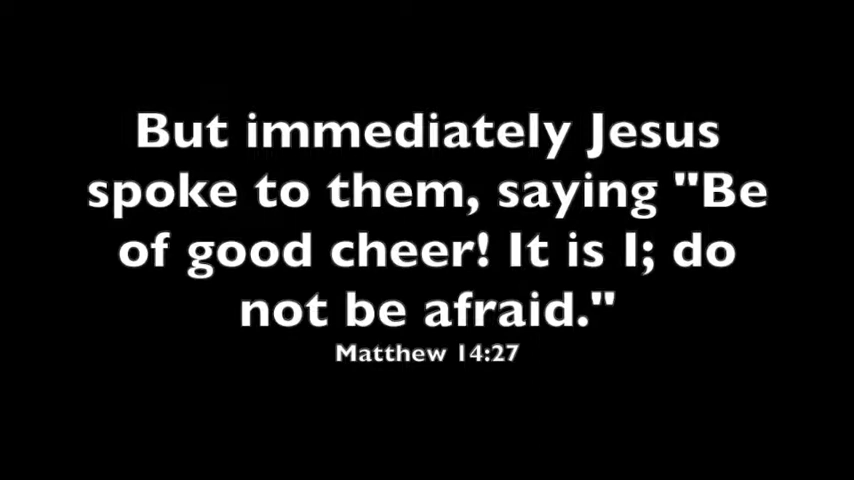 But immediately Jesus
spoke to them, saying "Be
of good cheer! It is I; do
not be afraid."
Matthew 14:27